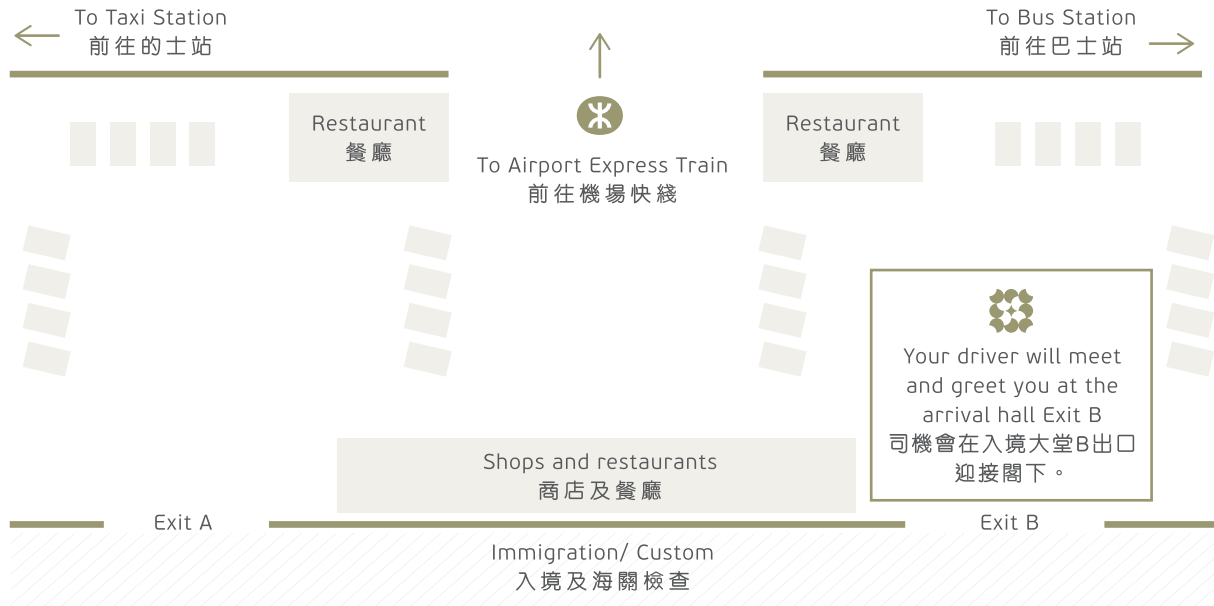 To Taxi Station
前往的士站
To Bus Station
前往巴士站
Restaurant
餐廳
To Airport Express Train
前往機場快綫
Restaurant
餐廳
Your driver will meet
and greet you at the
arrival hall Exit B
司機會在入境大堂B出口
迎接閣下。
Shops and restaurants
商店及餐廳
Exit A
Exit B
Immigration/ Custom
入境及海關檢查